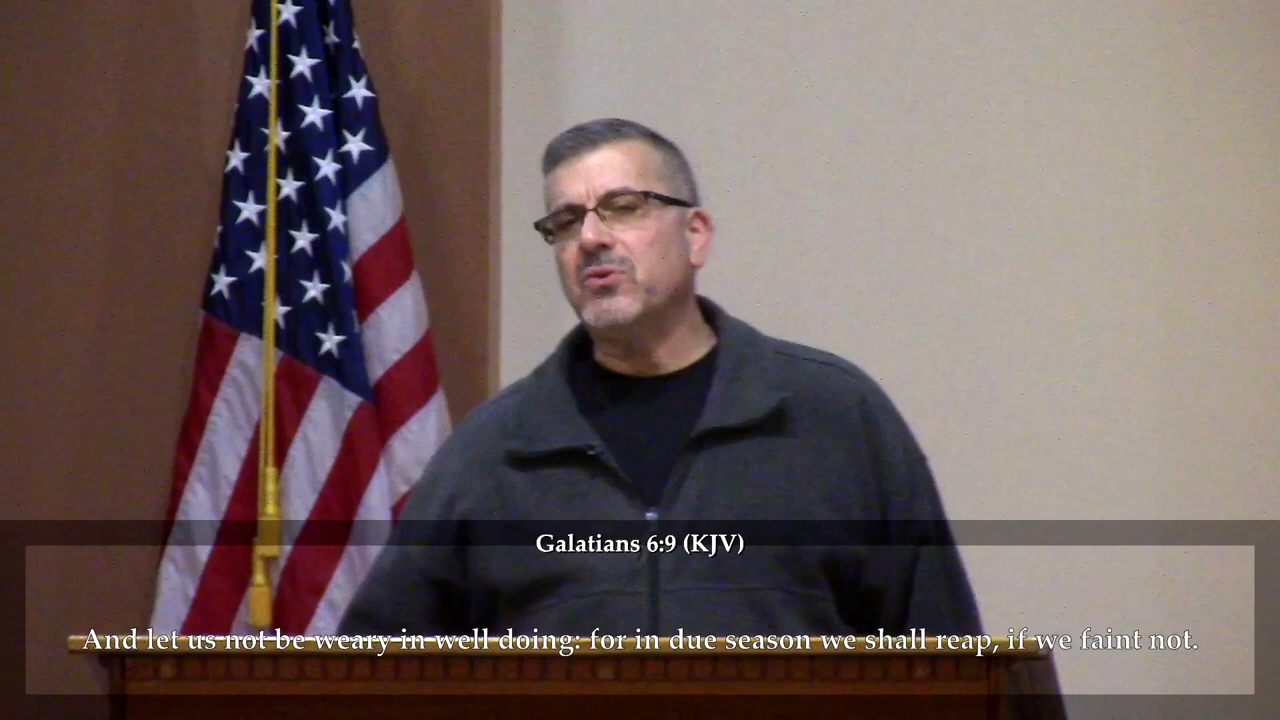 Galatians 6:9 (KJV)
And let us not be weary in well doing: for in due season we shall reap, if we faint not.